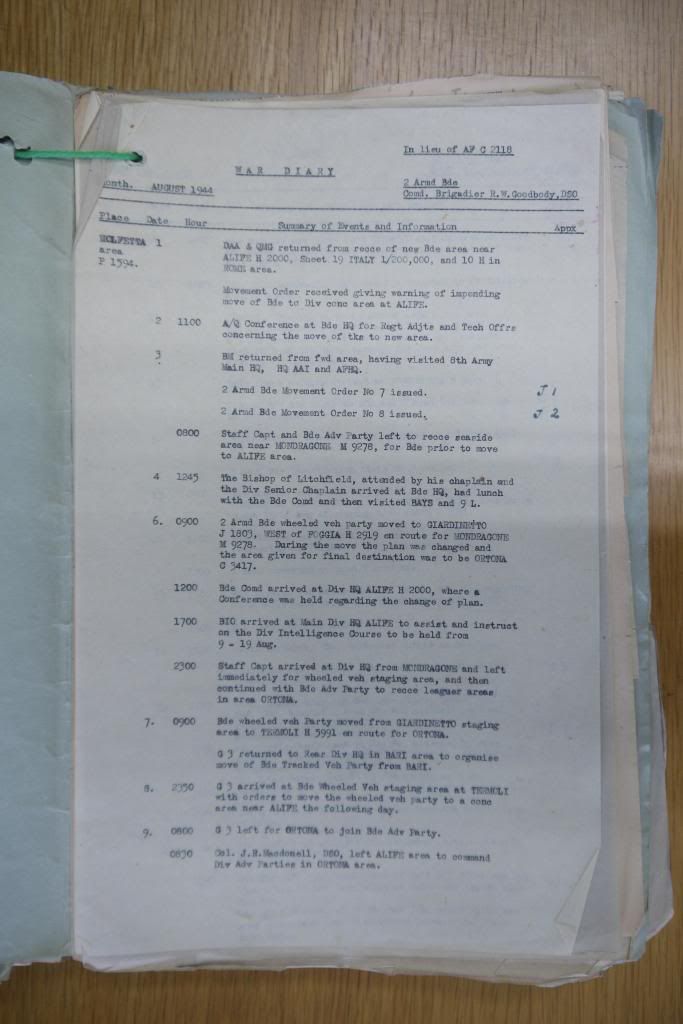 In lieu of AF C 2118
WAR DIARY
onth. AUGUST 1944
2 Armd Bde
Comd. Brigadier R.W.Goodbody,DSO
Place Date Hour Summary of Events and Information Appx
MOLFETTA 1 DAA & QMG returned from recce of new Bde area near
area ALIFE H 2000, Sheet 19 ITALY 1/200,000, and 10 H in
P 1594. ROME area.
Movement Order received giving warning of impending
move of Bde to Div conc area at ALIFE.
2 1100 A/Q Conference at Bde HQ for Regt Adjts and Tech Offrs
concerning the move of tks to new area.
3 BM returned from fwd area, having visited 8th Army
Main HQ, HQ AAI and AFHQ.
2 Armd Bde Movement Order No 7 issued. J 1
2 Armd Bde Movement Order No 8 issued. J 2
0800 Staff Capt and Bde Adv Party left to recce seaside
area near MONDRAGONE M 9278, for Bde prior to move
to ALIFE area.
4 1245 The Bishop of Litchfield, attended by his chaplain and
the Div Senior Chaplain arrived at Bde HQ, had lunch
with the Bde Comd and then visited BAYS and 9 L.
6. 0900 2 Armd Bde wheeled veh party moved to GIARDINETTO
J 1803, WEST of FOGGIA H 2919 en route for MONDRAGONE
M 9278. During the move the plan was changed and
the area given for final destination was to be ORTONA
C 3417.
1200 Bde Comd arrived at Div HQ ALIFE H 2000, where a
Conference was held regarding the change of plan.
1700 BIO arrived at Main Div HQ ALIFE to assist and instruct
on the Div Intelligence Course to be held from
9 - 19 Aug.
2300 Staff Capt arrived at Div HQ from MONDRAGONE and left
immediately for wheeled veh staging area, and then
continued with Bde Adv Party to recce leaguer areas
in area ORTONA.
7. 0900 Bde wheeled veh Party moved from GIARDINETTO staging
area to TERMOLI H 5991 en route for ORTONA.
G 3 returned to Rear Div HQ in BARI area to organise
move of Bde Tracked Veh Party from BARI.
8. 2350 G 3 arrived at Bde Wheeled Veh staging area at TERMOLI
with orders to move the wheeled veh party to a conc
area near ALIFE the following day.
9. 0800 G 3 left for ORTONA to join Bde Adv Party.
0830 Col. J.R.Macdonell, DSO, left ALIFE area to command
Div Adv Parties in ORTONA area.